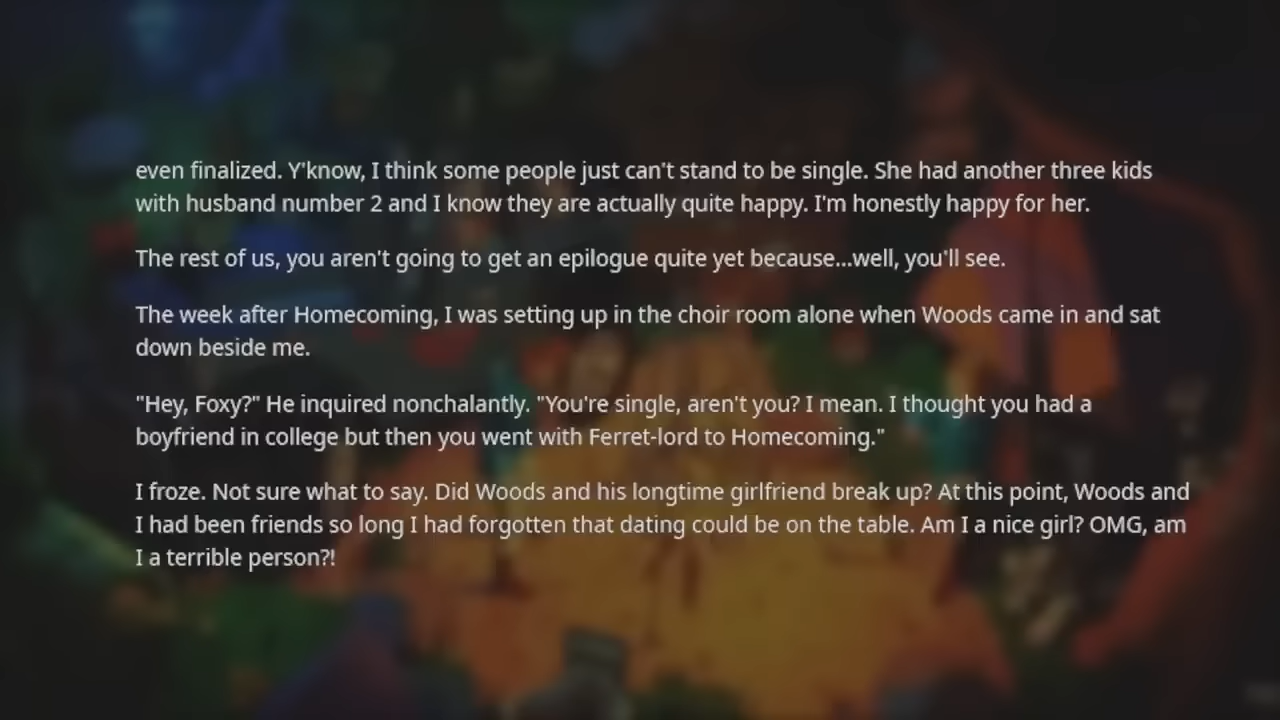 even finalized. Y'know, I think some people just can't stand to be single. She had another three kids
with husband number 2 and I know they are actually quite happy. I'm honestly happy for her.
The rest of us, you aren't going to get an epilogue quite yet because...well, you'll see.
The week after Homecoming, I was setting up in the choir room alone when Woods came in and sat
down beside me.
"Hey, Foxy?" He inquired nonchalantly. "You're single, aren't you? I mean. I thought you had a
boyfriend in college but then you went with Ferret-lord to Homecoming."
I froze. Not sure what to say. Did Woods and his longtime girlfriend break up? At this point, Woods and
I had been friends so long I had forgotten that dating could be on the table. Am I a nice girl? OMG, am
I a terrible person?!